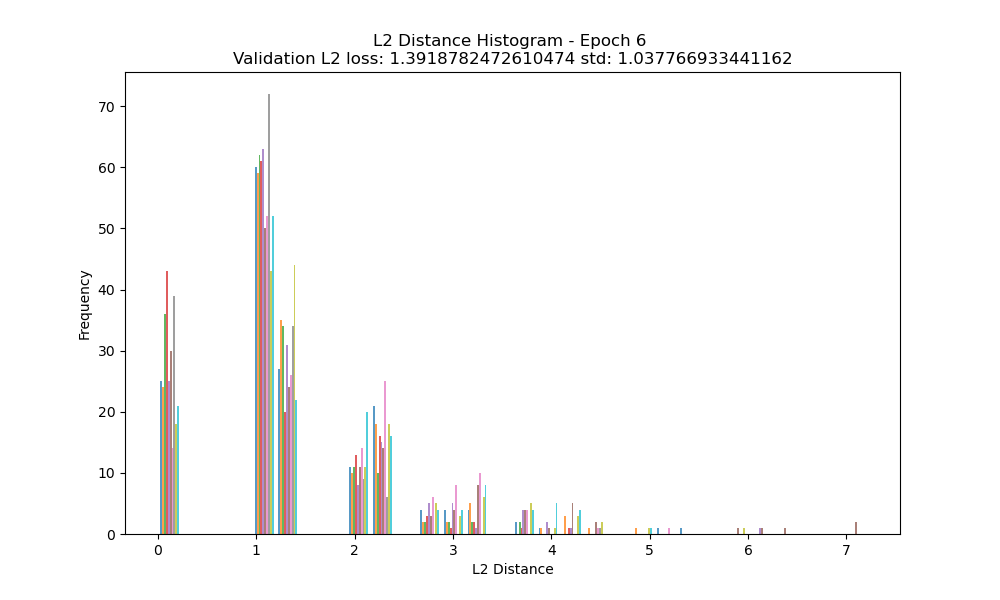 L2 Distance Histogram - Epoch 6
Validation L2 loss: 1.3918782472610474 std: 1.037766933441162
70
60
50
40
30
20
10
0
Frequency
0 1 2 3 4 5 6 7
L2 Distance